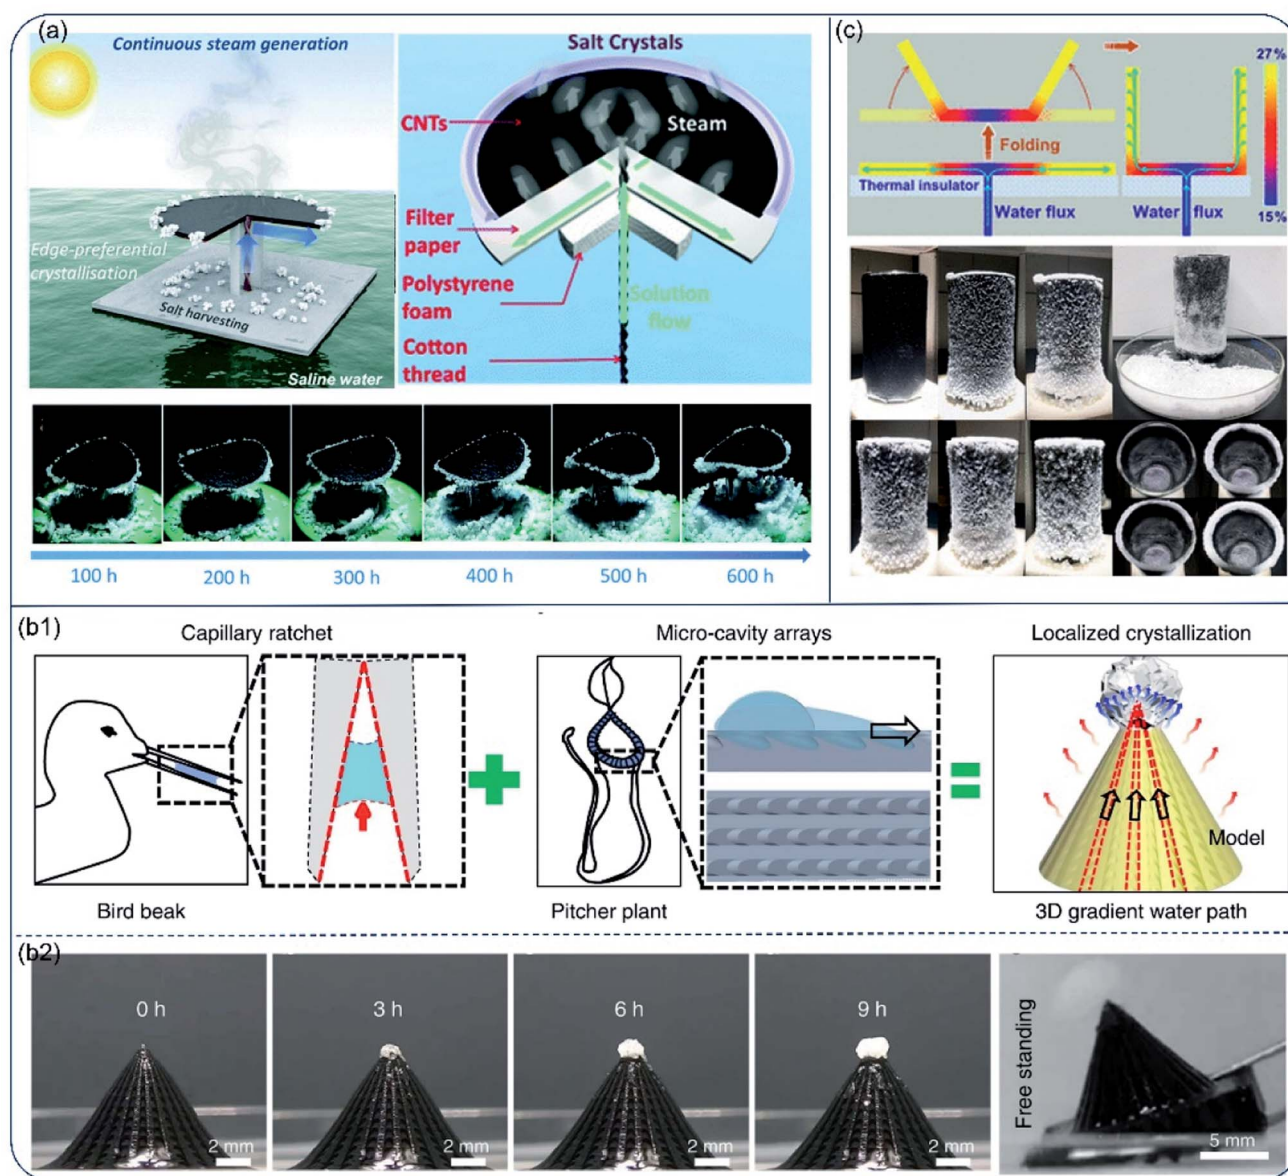 (a)
Continuous steam generation
Edge-preferential
crystallisation
Salt harvesting
Saline water
Salt Crystals
CNTs
Steam
Filter
paper
Polystyrene
foam
Solution
flow
Cotton
thread
100 h
200 h
300 h
400 h
500 h
600 h
(c)
27%
Folding
Thermal insulator
Water flux
Water flux
15%
(b1)
Capillary ratchet
Micro-cavity arrays
Localized crystallization
Model
Bird beak
Pitcher plant
3D gradient water path
(b2)
0 h
3 h
6 h
9 h
Free standing
2 mm
2 mm
2 mm
2 mm
5 mm